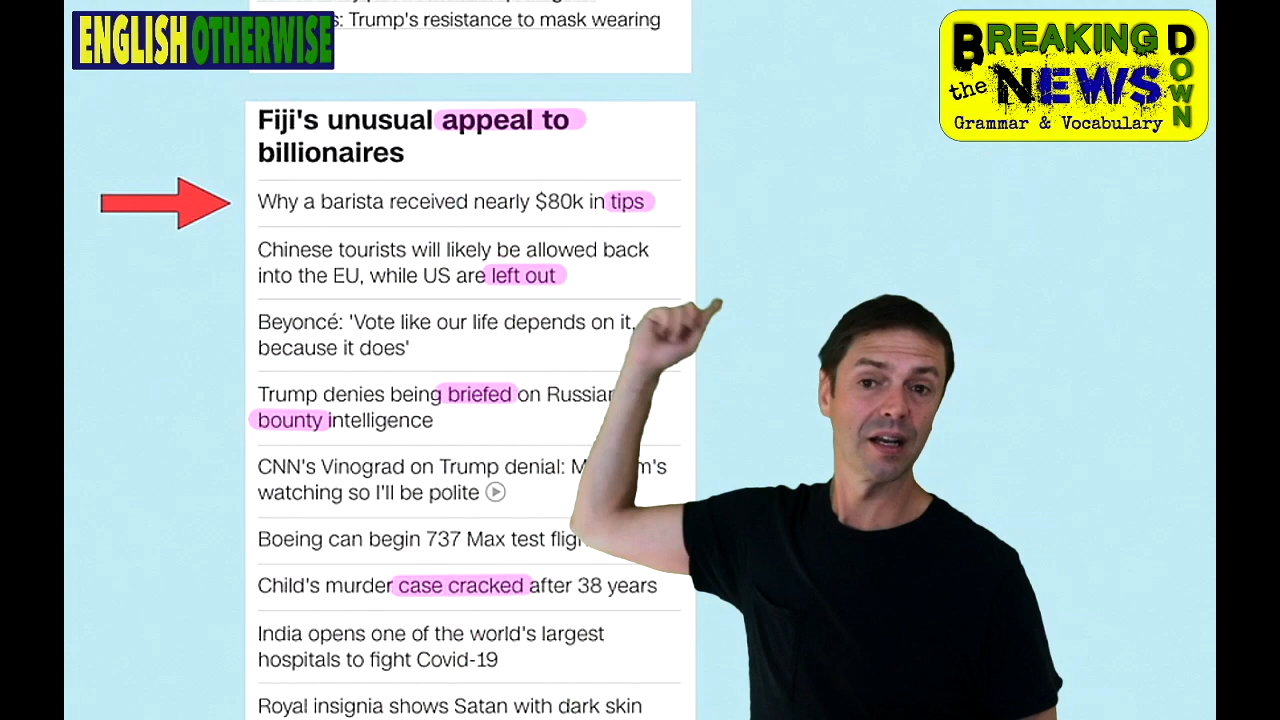 s: Trump's resistance to mask wearing
ENGLISH OTHERWISE
BREAKING
the NEWS
DOWN
Grammar & Vocabulary
Fiji's unusual appeal to
billionaires
Why a barista received nearly $80k in tips
Chinese tourists will likely be allowed back
into the EU, while US are left out
Beyoncé: 'Vote like our life depends on it,
because it does'
Trump denies being briefed on Russian
bounty intelligence
CNN's Vinograd on Trump denial: M m's
watching so I'll be polite
Boeing can begin 737 Max test flig
Child's murder case cracked after 38 years
India opens one of the world's largest
hospitals to fight Covid-19
Royal insignia shows Satan with dark skin